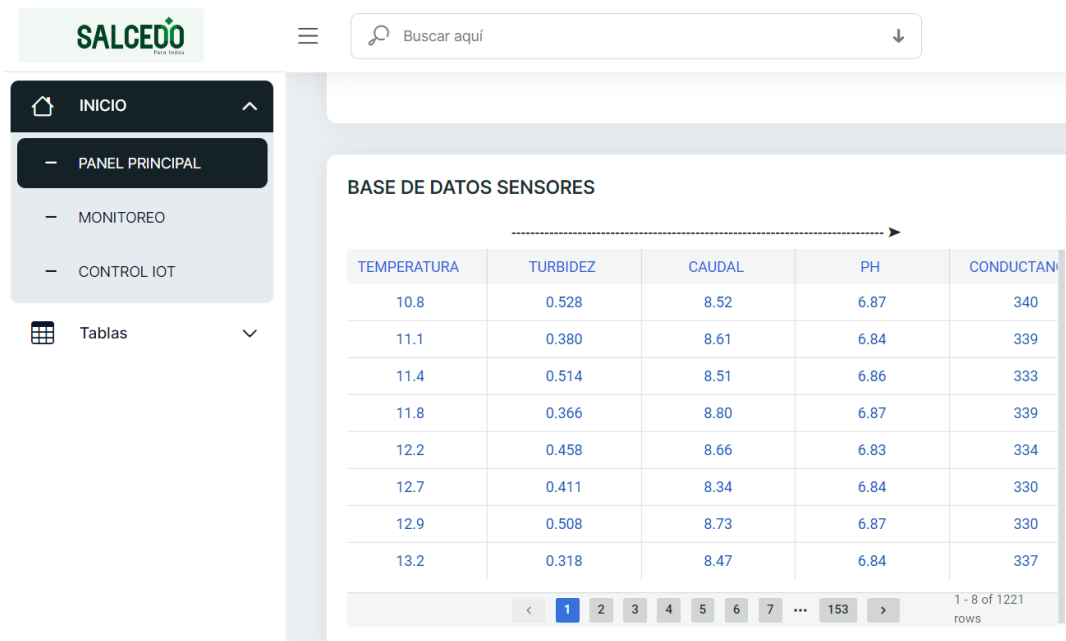 SALCEDO
Para todos
Buscar aquí
INICIO
PANEL PRINCIPAL
MONITOREO
CONTROL IOT
Tablas
BASE DE DATOS SENSORES
TEMPERATURA TURBIDEZ CAUDAL PH CONDUCTAN
10.8 0.528 8.52 6.87 340
11.1 0.380 8.61 6.84 339
11.4 0.514 8.51 6.86 333
11.8 0.366 8.80 6.87 339
12.2 0.458 8.66 6.83 334
12.7 0.411 8.34 6.84 330
12.9 0.508 8.73 6.87 330
13.2 0.318 8.47 6.84 337
‹ 1 2 3 4 5 6 7 ... 153 ›
1 - 8 of 1221
rows